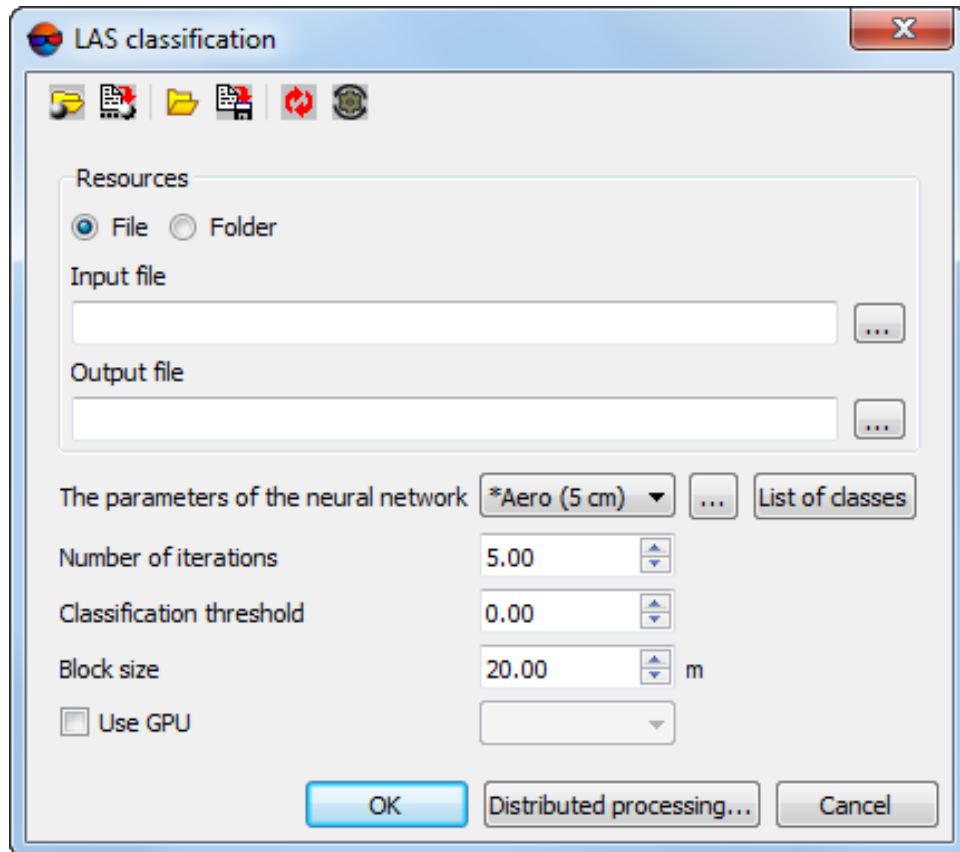 LAS classification
Resources
File Folder
Input file
...
Output file
...
The parameters of the neural network *Aero (5 cm) ... List of classes
Number of iterations 5.00
Classification threshold 0.00
Block size 20.00 m
Use GPU
OK Distributed processing... Cancel